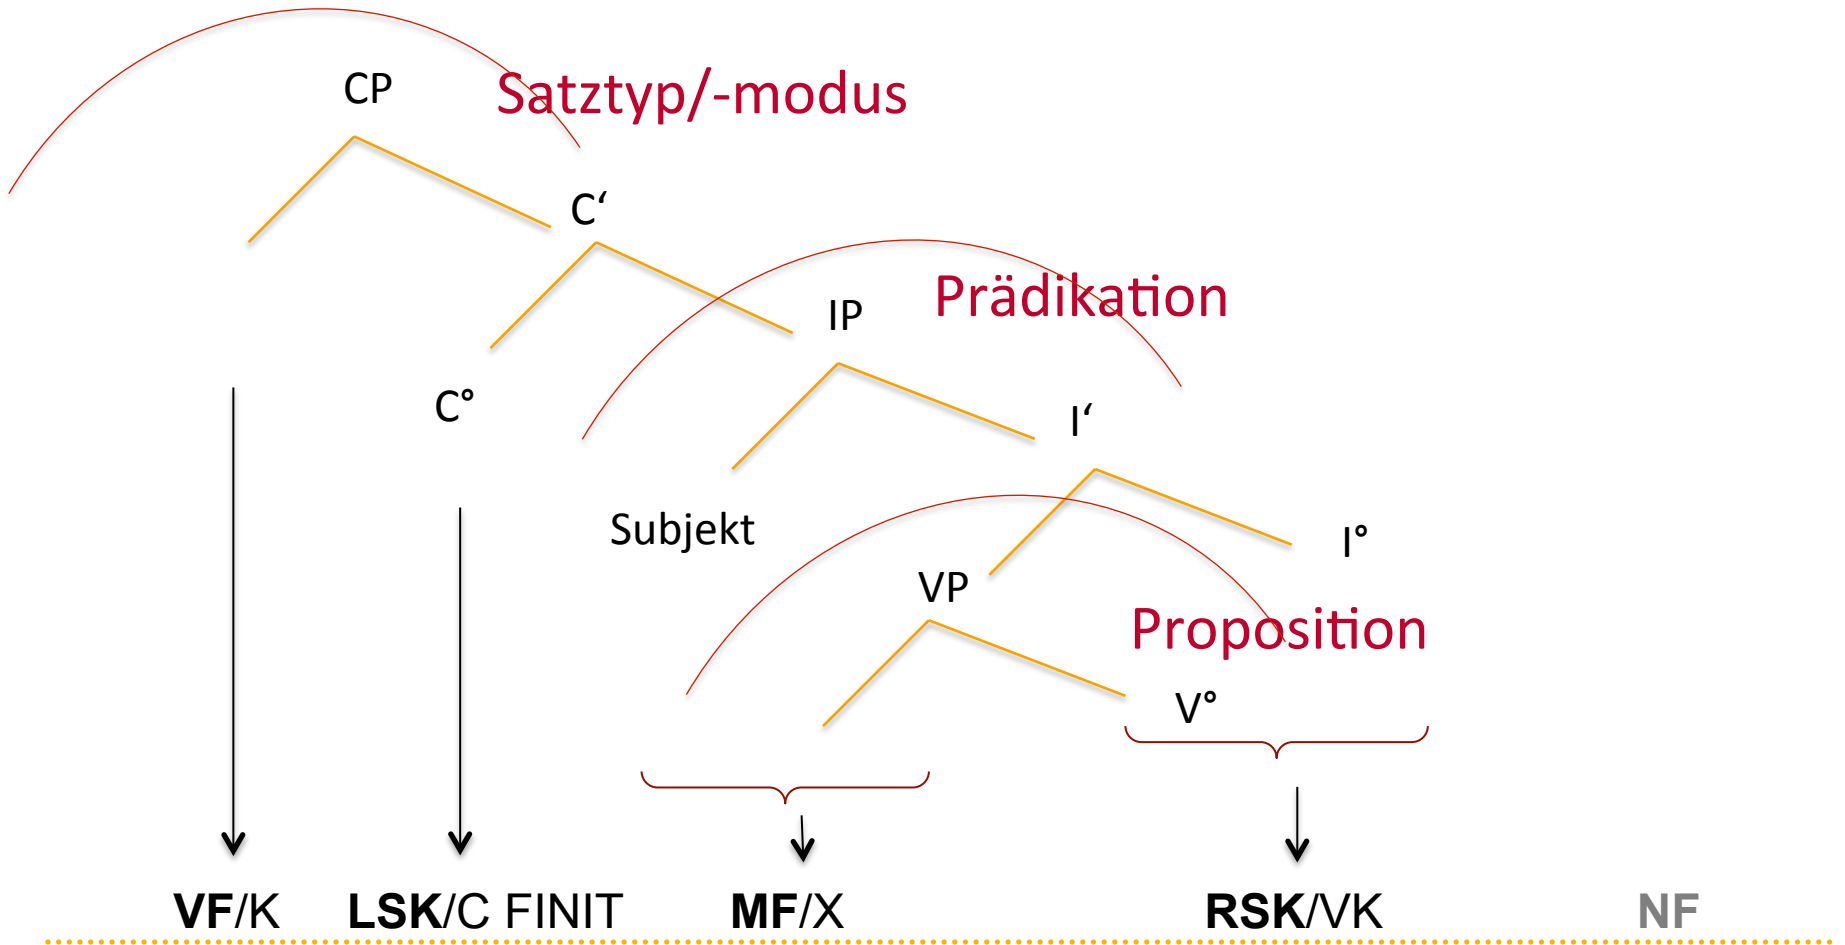 CP
Satztyp/-modus
C‘
IP
Prädikation
C°
I‘
Subjekt
I°
VP
Proposition
V°
VF/K LSK/C FINIT MF/X RSK/VK NF